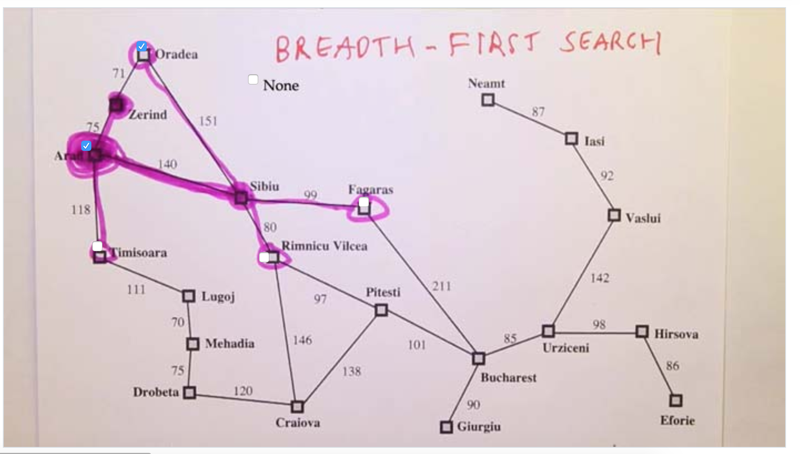 BREADTH - FIRST SEARCH
Oradea
None
Neamt
71
87
Zerind
151
Iasi
75
Arad
140
92
Sibiu
Fagaras
99
118
Vaslui
80
Timisoara
Rimnicu Vilcea
142
111
211
Lugoj
97
Pitesti
70
98
Mehadia
146
101
85
Urziceni
Hirsova
75
138
86
Bucharest
Drobeta
120
90
Craiova
Giurgiu
Eforie